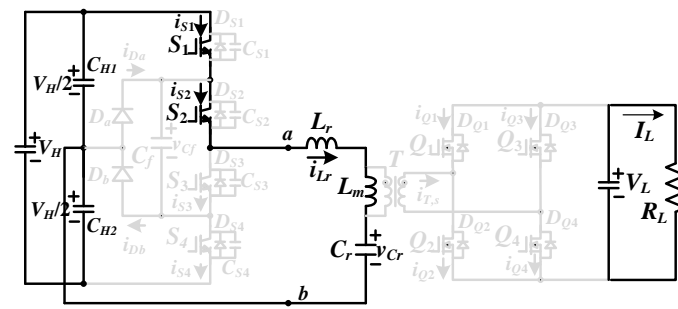 i_S1
D_S1
S_1
C_S1
V_H/2
C_H1
i_Da
i_S2
D_S2
S_2
C_S2
D_a
V_H
C_f
v_Cf
a
L_r
i_Lr
D_b
D_S3
S_3
C_S3
i_S3
L_m
T
i_T,s
i_Q1
D_Q1
Q_1
i_Q3
D_Q3
Q_3
I_L
V_L
R_L
V_H/2
C_H2
i_Db
D_S4
S_4
C_S4
i_S4
C_r
v_Cr
Q_2
D_Q2
i_Q2
Q_4
D_Q4
i_Q4
b